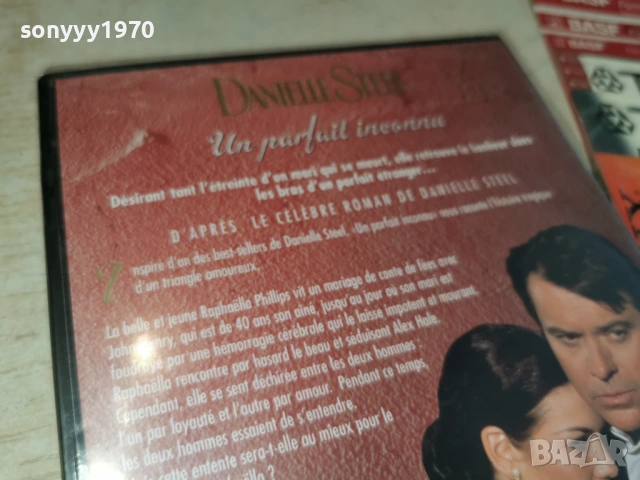 sonyyy1970
BASF
BASF
DANIELLE STEEL
Un parfait inconnu
Désirant tant l'étreinte d'un mari qui se meurt, elle retrouve le bonheur dans
les bras d'un parfait étranger...
D'APRÈS LE CÉLÈBRE ROMAN DE DANIELLE STEEL
Inspiré d'un des best-sellers de Danielle Steel, «Un parfait inconnu» vous raconte l'histoire tragique
d'un triangle amoureux.
La belle et jeune Raphaëlla Phillips vit un mariage de conte de fées avec
John Henry, qui est de 40 ans son aîné, jusqu'au jour où son mari est
foudroyé par une hémorragie cérébrale qui le laisse impotent et mourant.
Raphaëlla rencontre par hasard le beau et séduisant Alex Hale.
Cependant, elle se sent déchirée entre les deux hommes :
l'un par loyauté et l'autre par amour. Pendant ce temps,
les deux hommes essaient de s'entendre.
cette entente sera-t-elle au mieux pour le
?
BAZAR